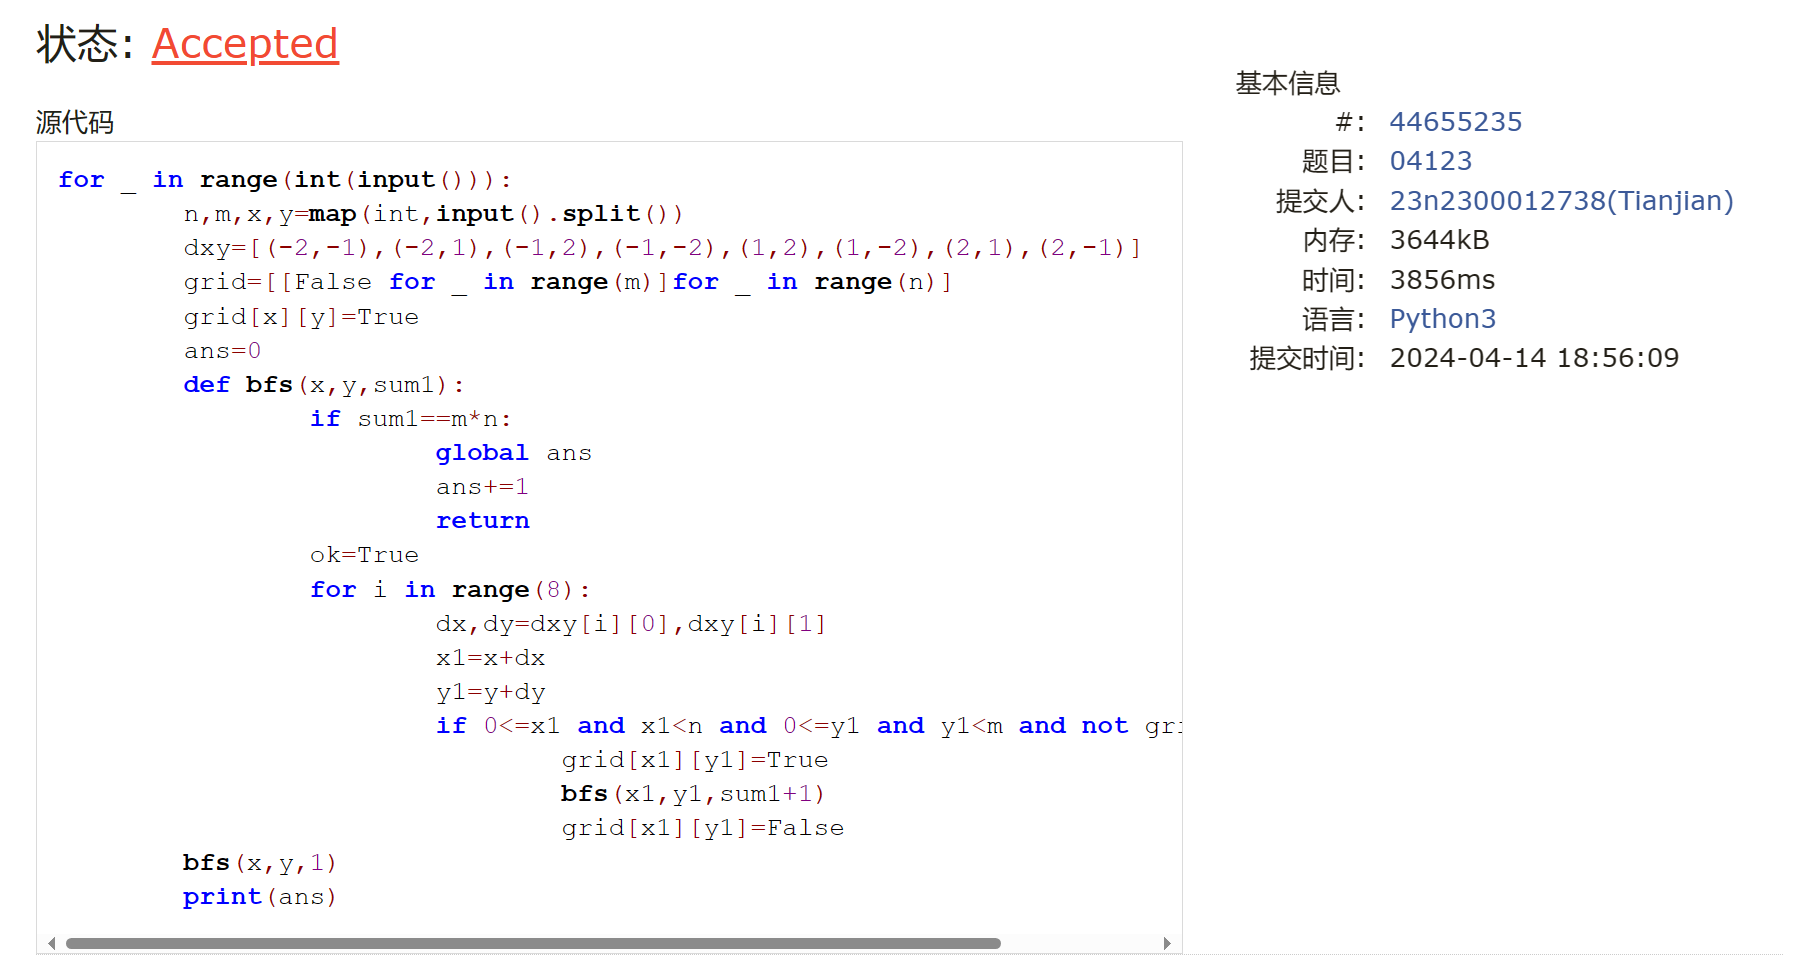 状态: Accepted
源代码
for _ in range(int(input())):
        n,m,x,y=map(int,input().split())
        dxy=[(-2,-1),(-2,1),(-1,2),(-1,-2),(1,2),(1,-2),(2,1),(2,-1)]
        grid=[[False for _ in range(m)]for _ in range(n)]
        grid[x][y]=True
        ans=0
        def bfs(x,y,sum1):
                if sum1==m*n:
                        global ans
                        ans+=1
                        return
                ok=True
                for i in range(8):
                        dx,dy=dxy[i][0],dxy[i][1]
                        x1=x+dx
                        y1=y+dy
                        if 0<=x1 and x1<n and 0<=y1 and y1<m and not
                                grid[x1][y1]=True
                                bfs(x1,y1,sum1+1)
                                grid[x1][y1]=False
        bfs(x,y,1)
        print(ans)
基本信息
#: 44655235
题目: 04123
提交人: 23n2300012738(Tianjian)
内存: 3644kB
时间: 3856ms
语言: Python3
提交时间: 2024-04-14 18:56:09